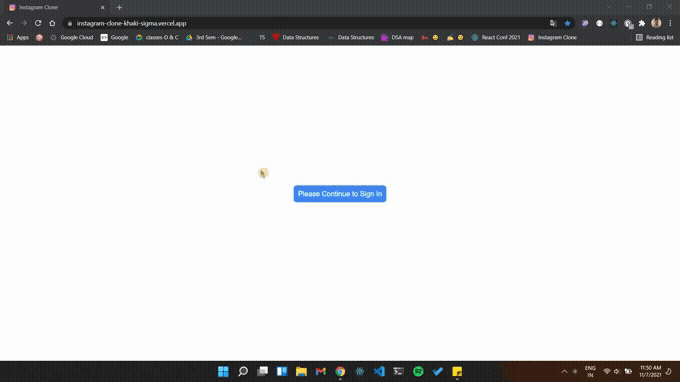 Instagram Clone
instagram-clone-khaki-sigma.vercel.app
Apps Google Cloud Google classes-D & C 3rd Sem - Google... TS Data Structures Data Structures DSA map React Conf 2021 Instagram Clone Reading list
Please Continue to Sign In
ENG
IN
11:50 AM
11/7/2021